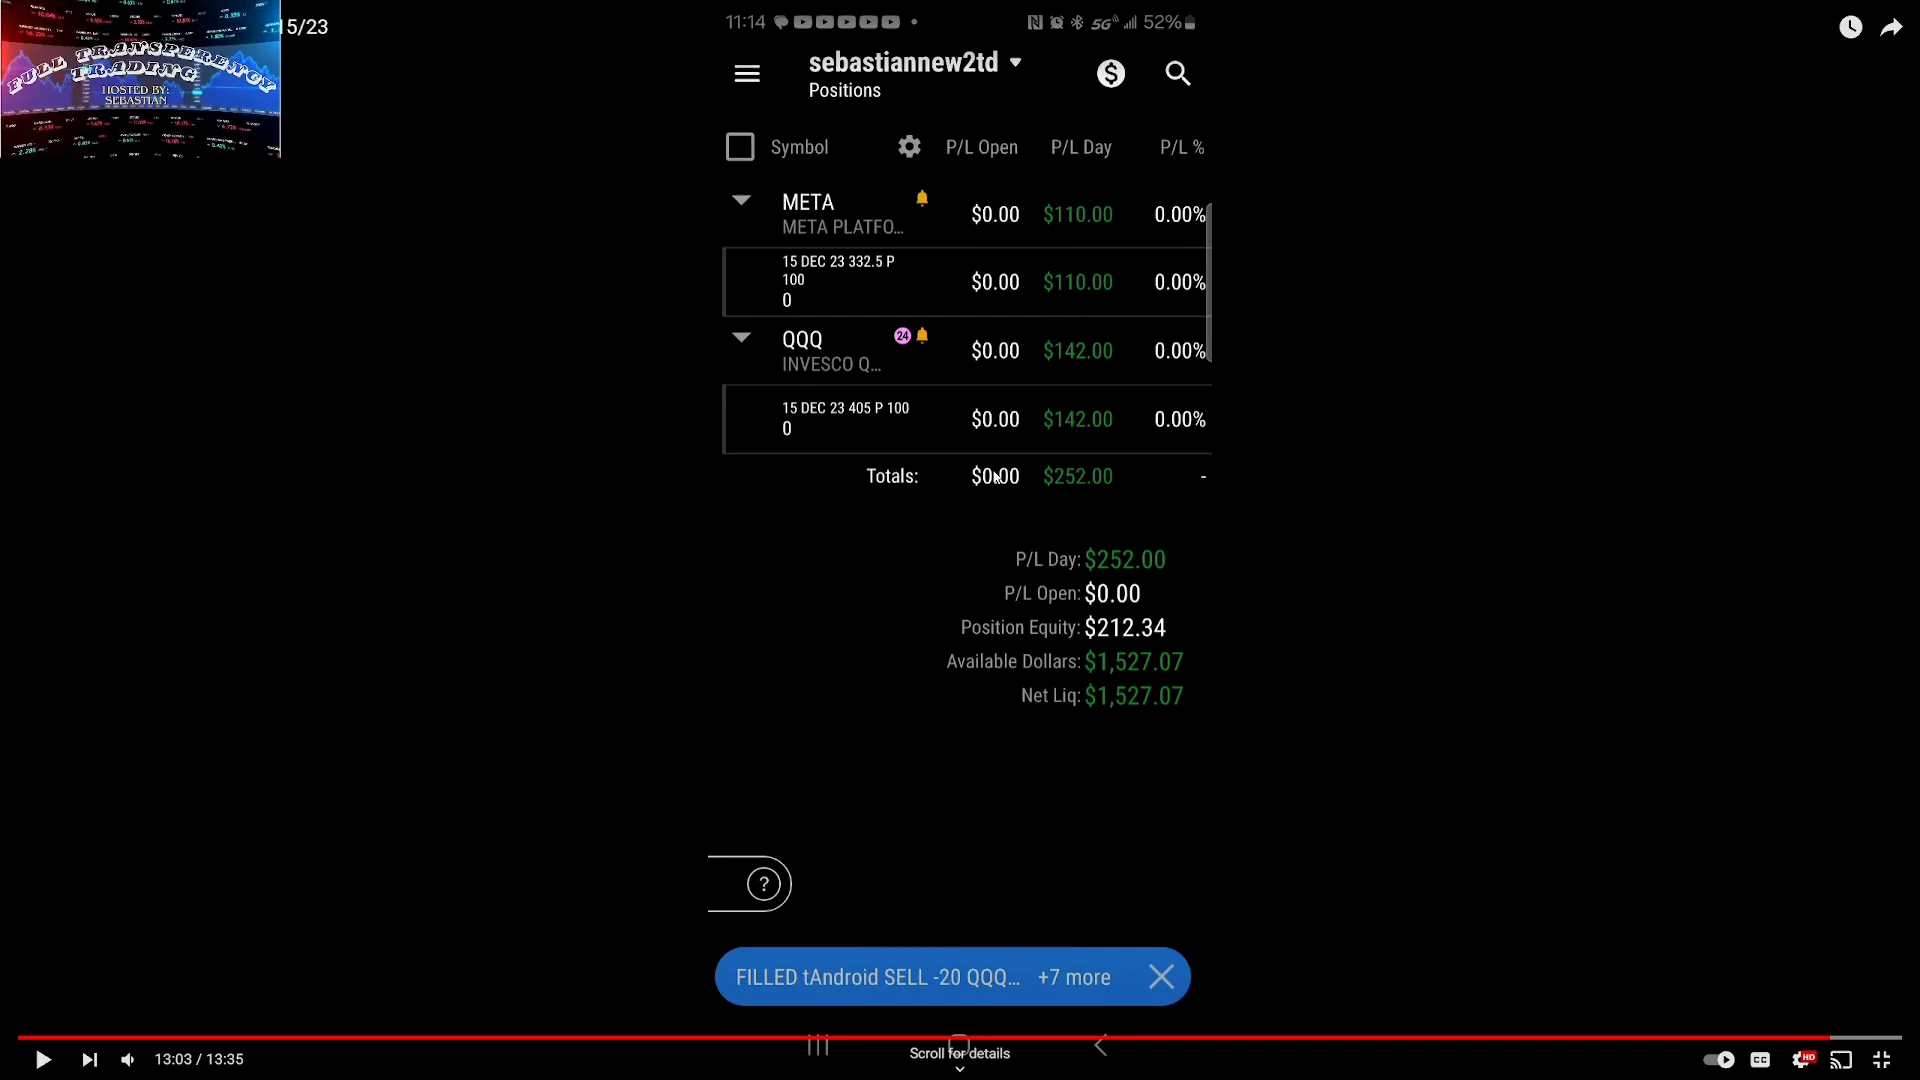 15/23
FULL TRANSPERENCY
TRADING
HOSTED BY:
SEBASTIAN
11:14
5G
52%
sebastiannew2td
Positions
Symbol P/L Open P/L Day P/L %
META $0.00 $110.00 0.00%
META PLATFO...
15 DEC 23 332.5 P
100 $0.00 $110.00 0.00%
0
QQQ 24 $0.00 $142.00 0.00%
INVESCO Q...
15 DEC 23 405 P 100 $0.00 $142.00 0.00%
0
Totals: $0.00 $252.00 -
P/L Day: $252.00
P/L Open: $0.00
Position Equity: $212.34
Available Dollars: $1,527.07
Net Liq: $1,527.07
?
FILLED tAndroid SELL -20 QQQ... +7 more
13:03 / 13:35
Scroll for details
CC
HD